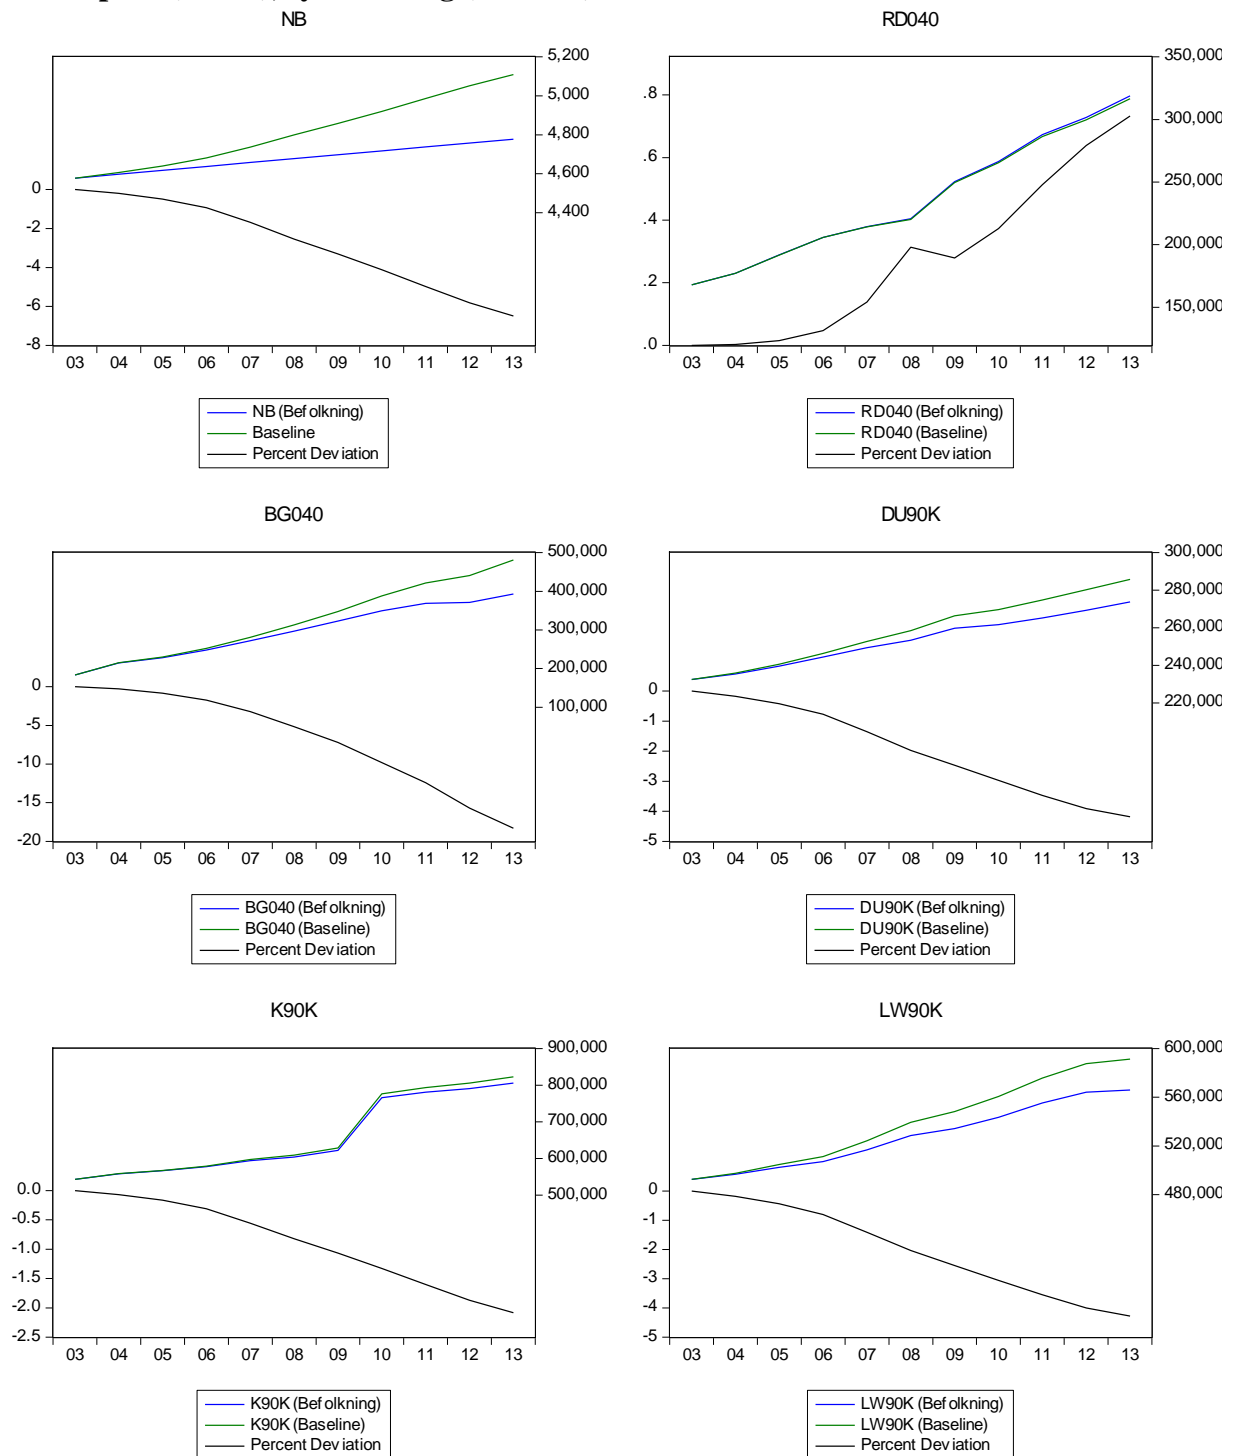 NB
5,200
5,000
4,800
4,600
4,400
0
-2
-4
-6
-8
03 04 05 06 07 08 09 10 11 12 13
NB (Befolkning)
Baseline
Percent Deviation
RD040
350,000
300,000
250,000
200,000
150,000
.8
.6
.4
.2
.0
03 04 05 06 07 08 09 10 11 12 13
RD040 (Befolkning)
RD040 (Baseline)
Percent Deviation
BG040
500,000
400,000
300,000
200,000
100,000
0
-5
-10
-15
-20
03 04 05 06 07 08 09 10 11 12 13
BG040 (Befolkning)
BG040 (Baseline)
Percent Deviation
DU90K
300,000
280,000
260,000
240,000
220,000
0
-1
-2
-3
-4
-5
03 04 05 06 07 08 09 10 11 12 13
DU90K (Befolkning)
DU90K (Baseline)
Percent Deviation
K90K
900,000
800,000
700,000
600,000
500,000
0.0
-0.5
-1.0
-1.5
-2.0
-2.5
03 04 05 06 07 08 09 10 11 12 13
K90K (Befolkning)
K90K (Baseline)
Percent Deviation
LW90K
600,000
560,000
520,000
480,000
0
-1
-2
-3
-4
-5
03 04 05 06 07 08 09 10 11 12 13
LW90K (Befolkning)
LW90K (Baseline)
Percent Deviation